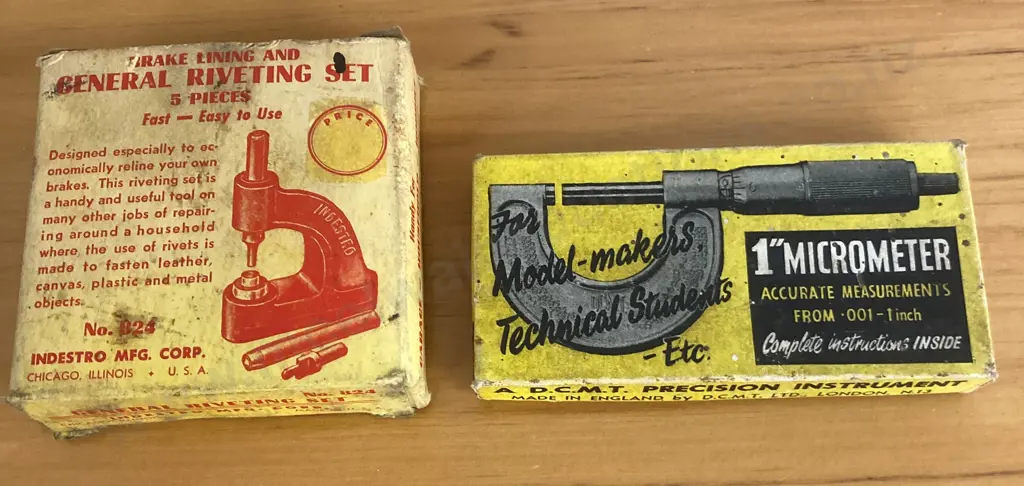 BRAKE LINING AND
GENERAL RIVETING SET
5 PIECES
Fast — Easy to Use
PRICE
Designed especially to ec-
onomically reline your own
brakes. This riveting set is
a handy and useful tool on
many other jobs of repair-
ing around a household
where the use of rivets is
made to fasten leather,
canvas, plastic and metal
objects.
INDESTRO
No. 824
INDESTRO MFG. CORP.
CHICAGO, ILLINOIS • U. S. A.
GENERAL RIVETING SET
For
Model-makers,
Technical Students
-Etc.
1" MICROMETER
ACCURATE MEASUREMENTS
FROM ·001-1 inch
Complete instructions INSIDE
A D.C.M.T. PRECISION INSTRUMENT
MADE IN ENGLAND by D.C.M.T. LTD. LONDON, N.13